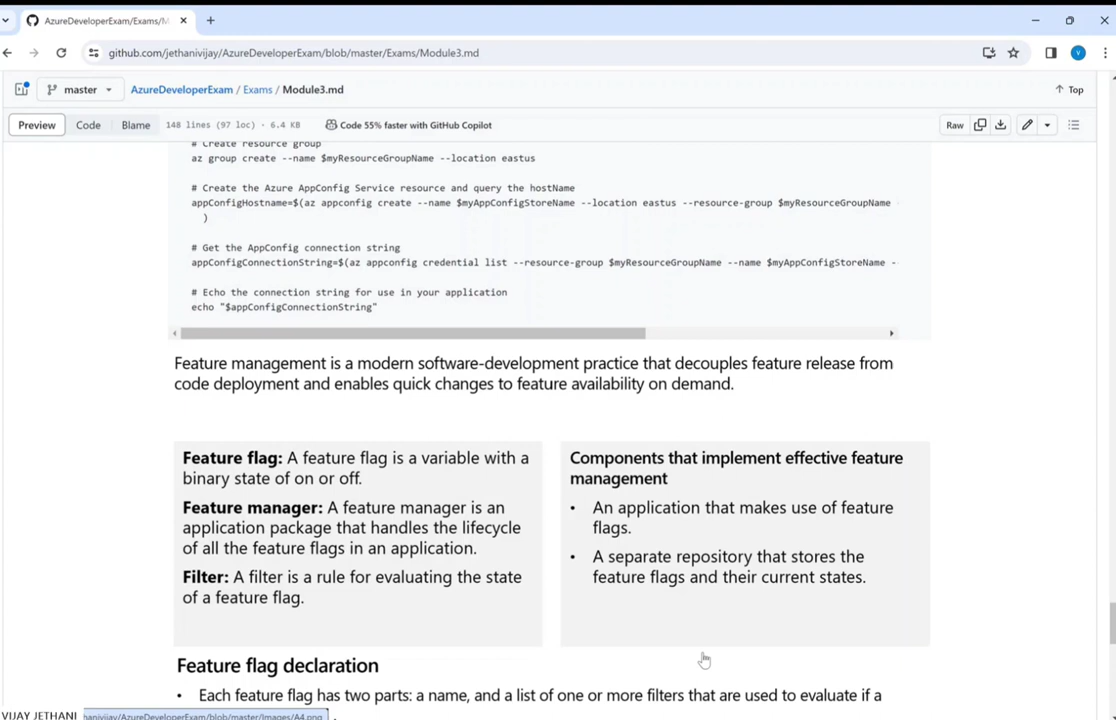 AzureDeveloperExam/Exams/M
github.com/jethanivijay/AzureDeveloperExam/blob/master/Exams/Module3.md
V
master
AzureDeveloperExam / Exams / Module3.md
Top
Preview
Code
Blame
148 lines (97 loc) · 6.4 KB
Code 55% faster with GitHub Copilot
Raw
# Create resource group
az group create --name $myResourceGroupName --location eastus
# Create the Azure AppConfig Service resource and query the hostName
appConfigHostname=$(az appconfig create --name $myAppConfigStoreName --location eastus --resource-group $myResourceGroupName
)
# Get the AppConfig connection string
appConfigConnectionString=$(az appconfig credential list --resource-group $myResourceGroupName --name $myAppConfigStoreName -
# Echo the connection string for use in your application
echo "$appConfigConnectionString"
Feature management is a modern software-development practice that decouples feature release from
code deployment and enables quick changes to feature availability on demand.
Feature flag: A feature flag is a variable with a
binary state of on or off.
Feature manager: A feature manager is an
application package that handles the lifecycle
of all the feature flags in an application.
Filter: A filter is a rule for evaluating the state
of a feature flag.
Components that implement effective feature
management
• An application that makes use of feature
flags.
• A separate repository that stores the
feature flags and their current states.
Feature flag declaration
• Each feature flag has two parts: a name, and a list of one or more filters that are used to evaluate if a
VIJAY JETHANI
hanivijay/AzureDeveloperExam/blob/master/Images/A4.png